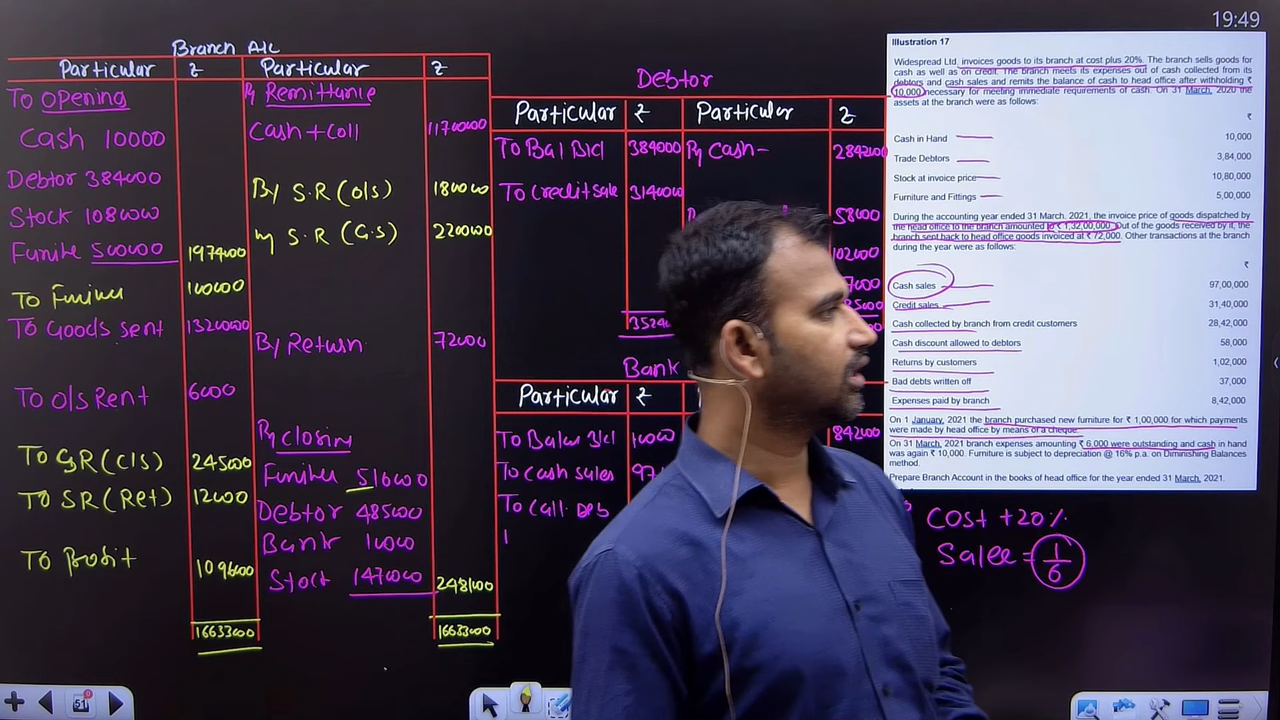 19:49
Branch A/c
Particular ₹ Particular ₹
To opening By Remittance
Cash 10000 Cash + Coll 11700000
Debtor 384000 By S.R (O/S) 180000
Stock 1080000 By S.R (G.S) 2200000
Furniture 500000 1974000
To Furniture 100000
To Goods Sent 13200000
By Return 72000
To O/s Rent 6000
By closing
To SR (C/S) 245000 Furniture 516000
To SR (Ret) 12000 Debtor 485000
Bank 10000
To Profit 1096000 Stock 1470000 2481000
16633000 16633000
Debtor
Particular ₹ Particular ₹
To Bal B/d 384000 By Cash- 2842000
To Credit sale 3140000
58000
102000
Bank
Particular ₹
To Balan B/d 10000 842000
To Cash sales
To Coll. Deb
Illustration 17
Widespread Ltd. invoices goods to its branch at cost plus 20%. The branch sells goods for
cash as well as on credit. The branch meets its expenses out of cash collected from its
debtors and cash sales and remits the balance of cash to head office after withholding ₹
10,000 necessary for meeting immediate requirements of cash. On 31 March, 2020 the
assets at the branch were as follows:
₹
Cash in Hand 10,000
Trade Debtors 3,84,000
Stock at invoice price 10,80,000
Furniture and Fittings 5,00,000
During the accounting year ended 31 March, 2021, the invoice price of goods dispatched by
the head office to the branch amounted to ₹ 1,32,00,000. Out of the goods received by it, the
branch sent back to head office goods invoiced at ₹ 72,000. Other transactions at the branch
during the year were as follows:
₹
Cash sales 97,00,000
Credit sales 31,40,000
Cash collected by branch from credit customers 28,42,000
Cash discount allowed to debtors 58,000
Returns by customers 1,02,000
Bad debts written off 37,000
Expenses paid by branch 8,42,000
On 1 January, 2021 the branch purchased new furniture for ₹ 1,00,000 for which payments
were made by head office by means of a cheque.
On 31 March, 2021 branch expenses amounting ₹ 6,000 were outstanding and cash in hand
was again ₹ 10,000. Furniture is subject to depreciation @ 16% p.a. on Diminishing Balances
method.
Prepare Branch Account in the books of head office for the year ended 31 March, 2021.
Cost + 20%
Salee = 1/6
51